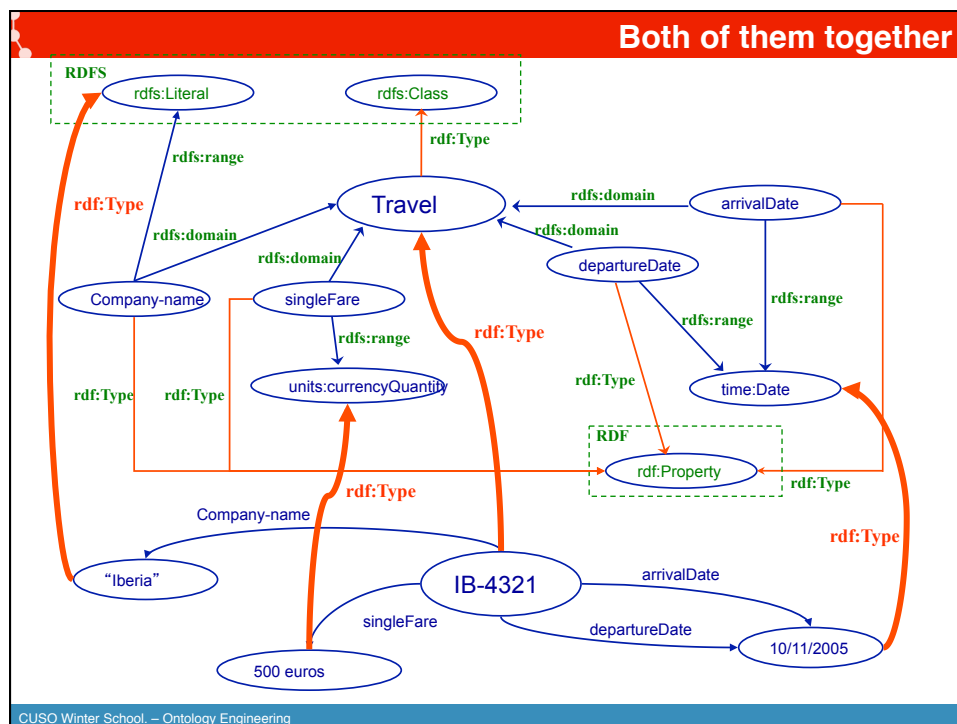 Both of them together
RDFS
rdfs:Literal
rdfs:Class
rdf:Type
rdfs:range
rdf:Type
Travel
rdfs:domain
arrivalDate
rdfs:domain
rdfs:domain
rdfs:domain
departureDate
Company-name
singleFare
rdfs:range
rdf:Type
rdfs:range
rdfs:range
rdf:Type
rdf:Type
units:currencyQuantity
rdf:Type
time:Date
RDF
rdf:Property
rdf:Type
rdf:Type
Company-name
rdf:Type
“Iberia”
IB-4321
arrivalDate
singleFare
departureDate
10/11/2005
500 euros
CUSO Winter School. – Ontology Engineering